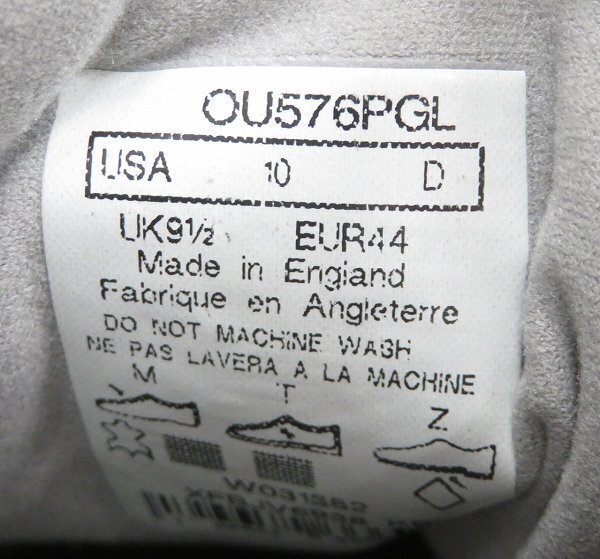 OU576PGL
USA 10 D
UK9½ EUR44
Made in England
Fabrique en Angleterre
DO NOT MACHINE WASH
NE PAS LAVERA A LA MACHINE
M T Z
W031382